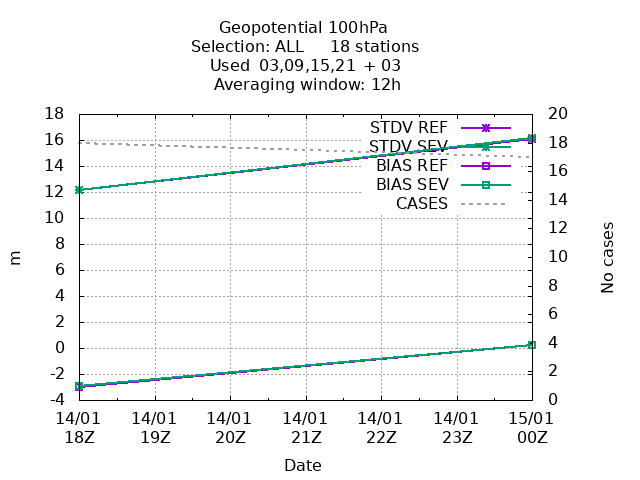 Geopotential 100hPa
Selection: ALL 18 stations
Used 03,09,15,21 + 03
Averaging window: 12h
STDV REF
STDV SEV
BIAS REF
BIAS SEV
CASES
18
16
14
12
10
8
6
4
2
0
-2
-4
m
20
18
16
14
12
10
8
6
4
2
0
No cases
14/01 14/01 14/01 14/01 14/01 14/01 15/01
18Z 19Z 20Z 21Z 22Z 23Z 00Z
Date